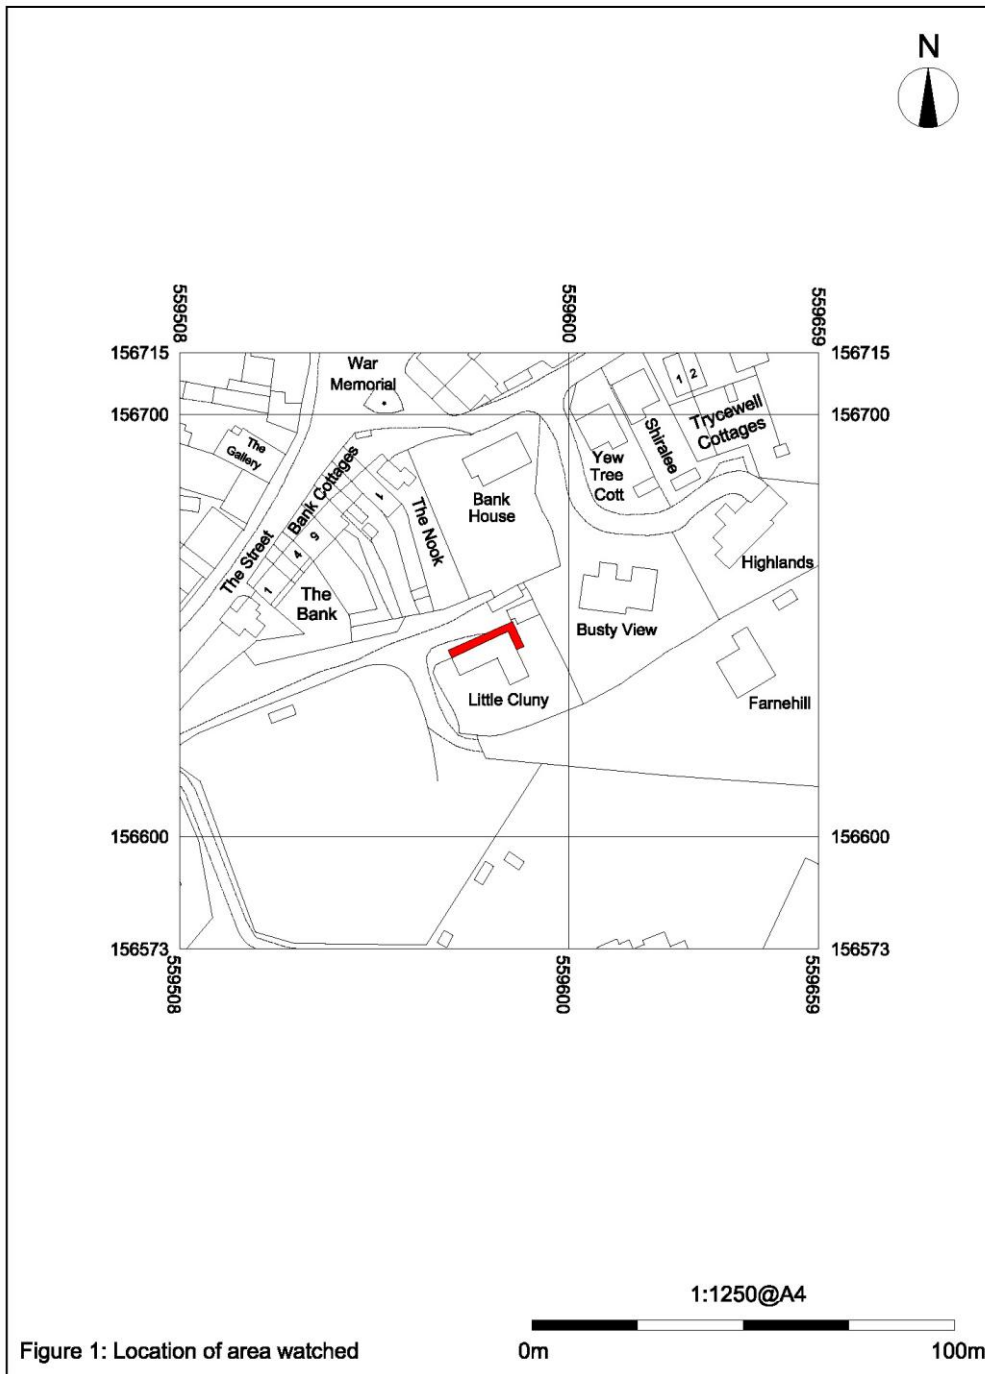 N
559508
559600
559659
156715
156715
War
Memorial
1 2
Trycewell
Cottages
156700
156700
The
Gallery
Bank Cottages
Shiralee
Yew
Tree
Cott
Bank
House
1
The Nook
The Street
9
4
1
Highlands
The
Bank
Busty View
Little Cluny
Farnehill
156600
156600
156573
156573
559508
559600
559659
1:1250@A4
Figure 1: Location of area watched
0m
100m